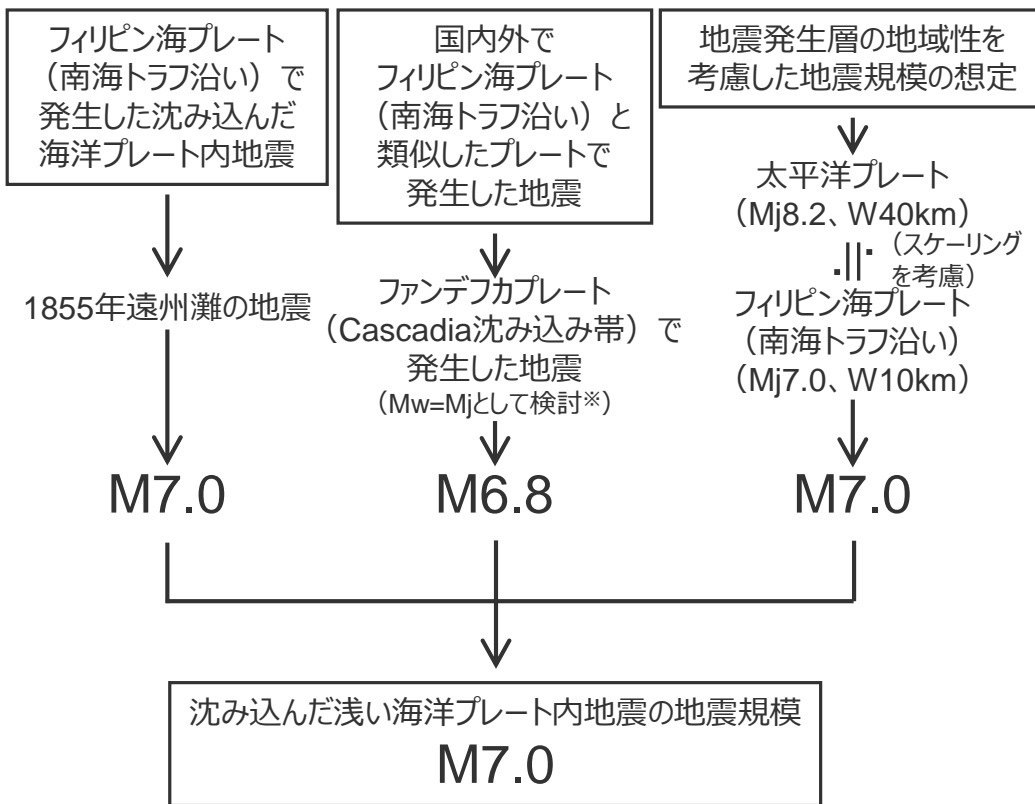 フィリピン海プレート
（南海トラフ沿い）で
発生した沈み込んだ
海洋プレート内地震
1855年遠州灘の地震
M7.0
国内外で
フィリピン海プレート
（南海トラフ沿い）と
類似したプレートで
発生した地震
ファンデフカプレート
（Cascadia沈み込み帯）で
発生した地震
（Mw=Mjとして検討※）
M6.8
地震発生層の地域性を
考慮した地震規模の想定
太平洋プレート
（Mj8.2、W40km）
（スケーリング
を考慮）
フィリピン海プレート
（南海トラフ沿い）
（Mj7.0、W10km）
M7.0
沈み込んだ浅い海洋プレート内地震の地震規模
M7.0